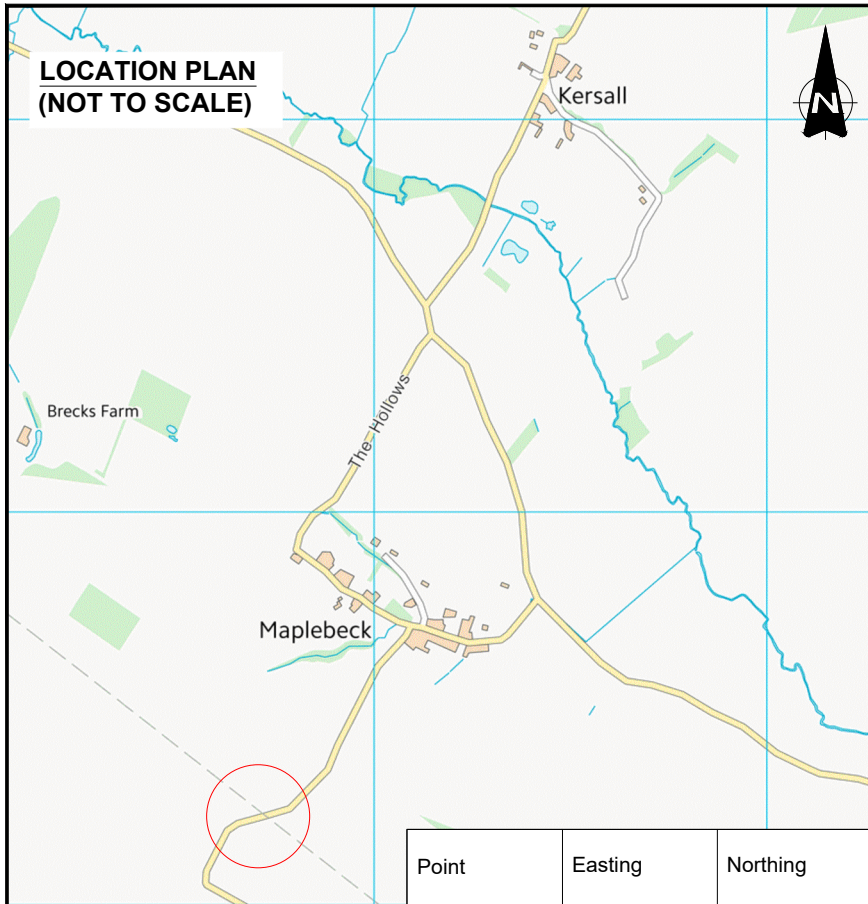 LOCATION PLAN
(NOT TO SCALE)
N
Kersall
The Hollows
Brecks Farm
Maplebeck
Point Easting Northing